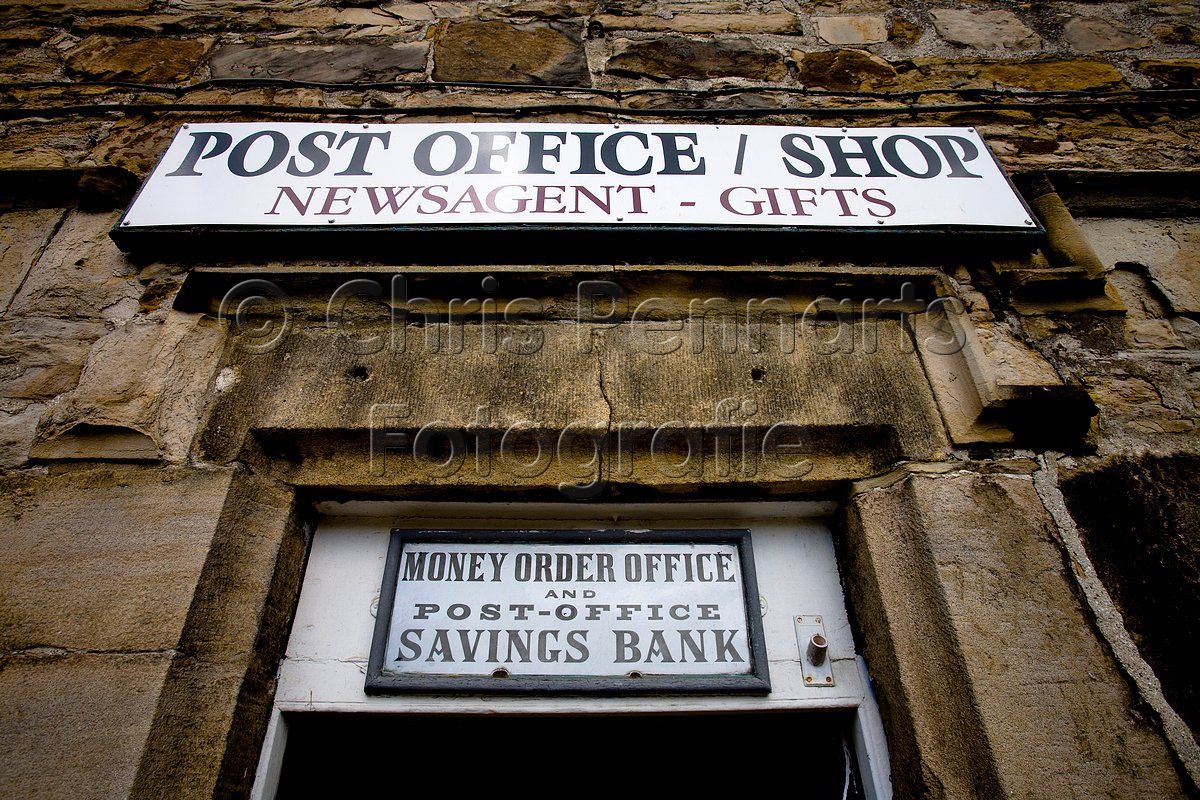 POST OFFICE / SHOP
NEWSAGENT - GIFTS
© Chris Pennarts
Fotografie
MONEY ORDER OFFICE
AND
POST-OFFICE
SAVINGS BANK